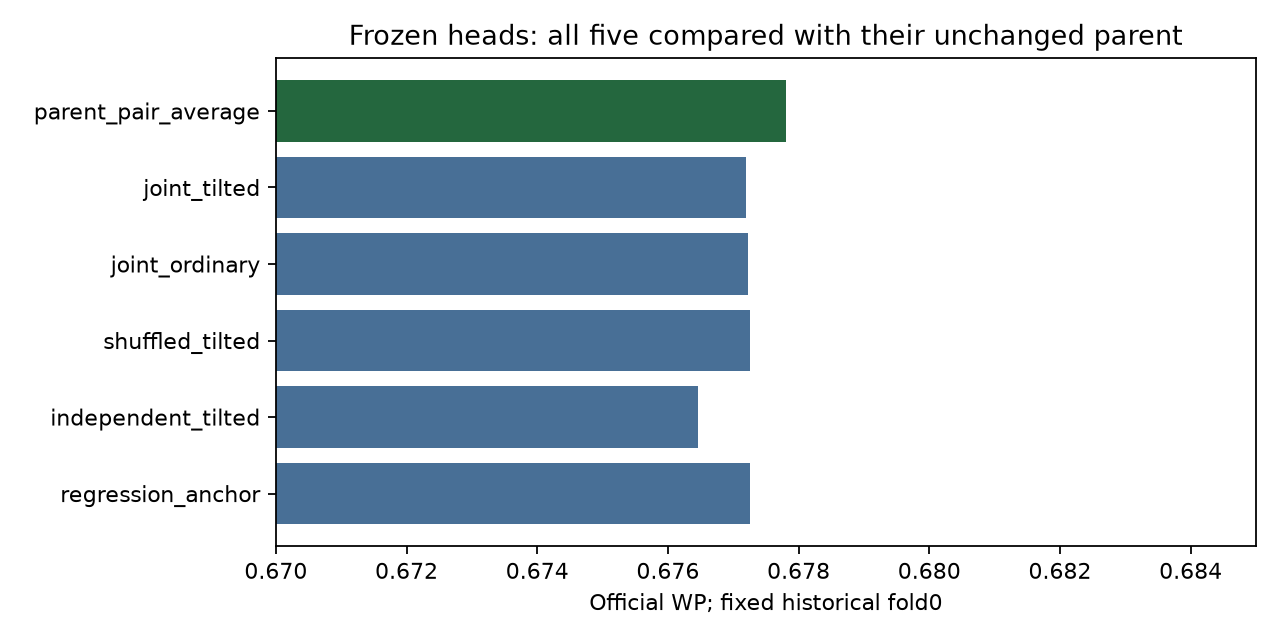 Frozen heads: all five compared with their unchanged parent
parent_pair_average
joint_tilted
joint_ordinary
shuffled_tilted
independent_tilted
regression_anchor
0.670 0.672 0.674 0.676 0.678 0.680 0.682 0.684
Official WP; fixed historical fold0